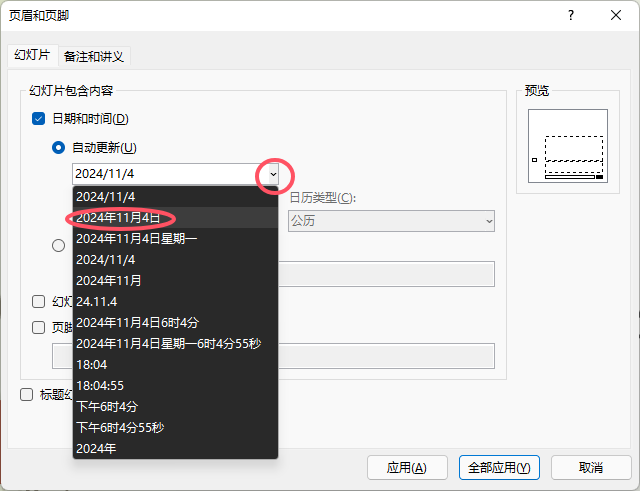 页眉和页脚
幻灯片 备注和讲义
幻灯片包含内容
预览
日期和时间(D)
自动更新(U)
2024/11/4
2024/11/4
日历类型(C):
2024年11月4日
公历
2024年11月4日星期一
2024/11/4
2024年11月
幻灯
24.11.4
页脚
2024年11月4日6时4分
2024年11月4日星期一6时4分55秒
18:04
18:04:55
标题幻
下午6时4分
下午6时4分55秒
2024年
应用(A) 全部应用(Y) 取消